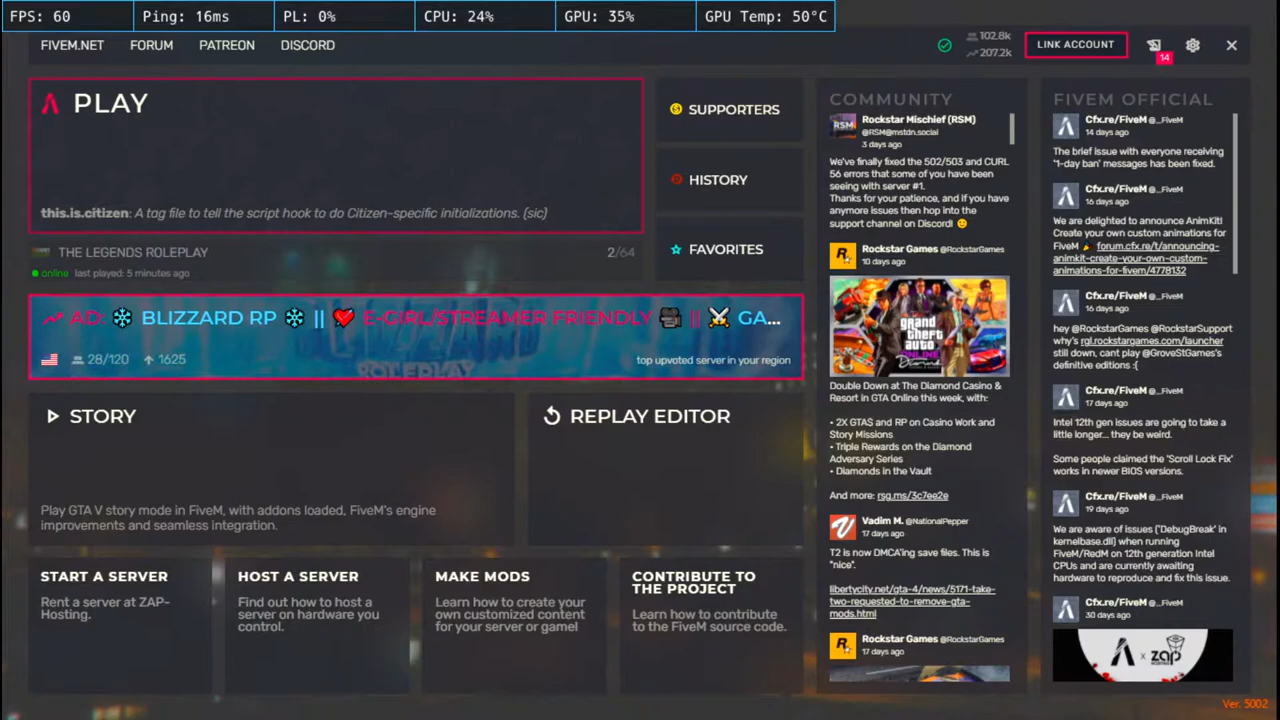 FPS: 60 Ping: 16ms PL: 0% CPU: 24% GPU: 35% GPU Temp: 50°C
FIVEM.NET FORUM PATREON DISCORD
102.8k
207.2k
LINK ACCOUNT
14
PLAY
this.is.citizen: A tag file to tell the script hook to do Citizen-specific initializations. (sic)
THE LEGENDS ROLEPLAY 2/64
online last played: 5 minutes ago
SUPPORTERS
HISTORY
FAVORITES
AD: ❄ BLIZZARD RP ❄ || ❤ E-GIRL/STREAMER FRIENDLY 🎥 || ⚔ GA...
28/120 1625
top upvoted server in your region
ROLEPLAY
STORY
Play GTA V story mode in FiveM, with addons loaded, FiveM's engine
improvements and seamless integration.
REPLAY EDITOR
START A SERVER
Rent a server at ZAP-
Hosting.
HOST A SERVER
Find out how to host a
server on hardware you
control.
MAKE MODS
Learn how to create your
own customized content
for your server or game!
CONTRIBUTE TO
THE PROJECT
Learn how to contribute
to the FiveM source code.
COMMUNITY
RSM
Rockstar Mischief (RSM)
@RSM@mstdn.social
3 days ago
We've finally fixed the 502/503 and CURL
56 errors that some of you have been
seeing with server #1.
Thanks for your patience, and if you have
anymore issues then hop into the
support channel on Discord! 🙂
Rockstar Games @RockstarGames
10 days ago
grand
theft
auto
ONLINE
Double Down at The Diamond Casino &
Resort in GTA Online this week, with:
• 2X GTA$ and RP on Casino Work and
Story Missions
• Triple Rewards on the Diamond
Adversary Series
• Diamonds in the Vault
And more: rsg.ms/3c7ee2e
Vadim M. @NationalPepper
17 days ago
T2 is now DMCA'ing save files. This is
"nice".
libertycity.net/gta-4/news/5171-take-
two-requested-to-remove-gta-
mods.html
Rockstar Games @RockstarGames
17 days ago
FIVEM OFFICIAL
Cfx.re/FiveM @_FiveM
14 days ago
The brief issue with everyone receiving
'1-day ban' messages has been fixed.
Cfx.re/FiveM @_FiveM
16 days ago
We are delighted to announce AnimKit!
Create your own custom animations for
FiveM 🎉 forum.cfx.re/t/announcing-
animkit-create-your-own-custom-
animations-for-fivem/4778132
Cfx.re/FiveM @_FiveM
16 days ago
hey @RockstarGames @RockstarSupport
why's rgl.rockstargames.com/launcher
still down, cant play @GroveStGames's
definitive editions :(
Cfx.re/FiveM @_FiveM
17 days ago
Intel 12th gen issues are going to take a
little longer... they be weird.
Some people claimed the 'Scroll Lock Fix'
works in newer BIOS versions.
Cfx.re/FiveM @_FiveM
19 days ago
We are aware of issues ('DebugBreak' in
kernelbase.dll) when running
FiveM/RedM on 12th generation Intel
CPUs and are currently awaiting
hardware to reproduce and fix this issue.
Cfx.re/FiveM @_FiveM
30 days ago
x zap
Ver. 5002